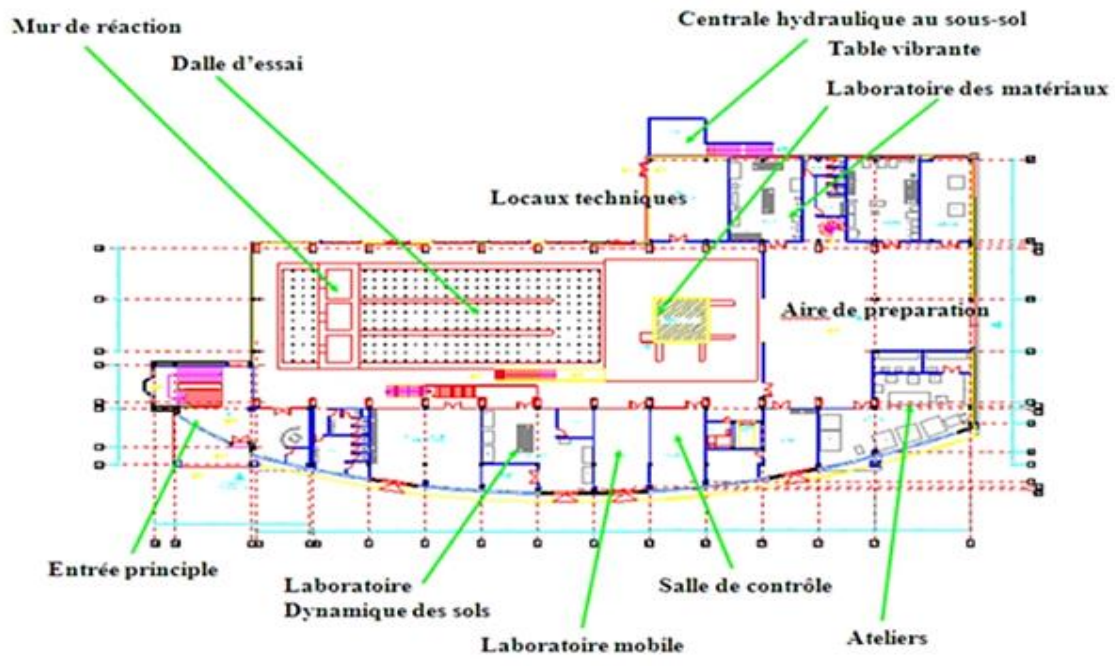 Mur de réaction
Dalle d'essai
Centrale hydraulique au sous-sol
Table vibrante
Laboratoire des matériaux
Locaux techniques
Aire de preparation
Entrée principle
Laboratoire
Dynamique des sols
Laboratoire mobile
Salle de contrôle
Ateliers